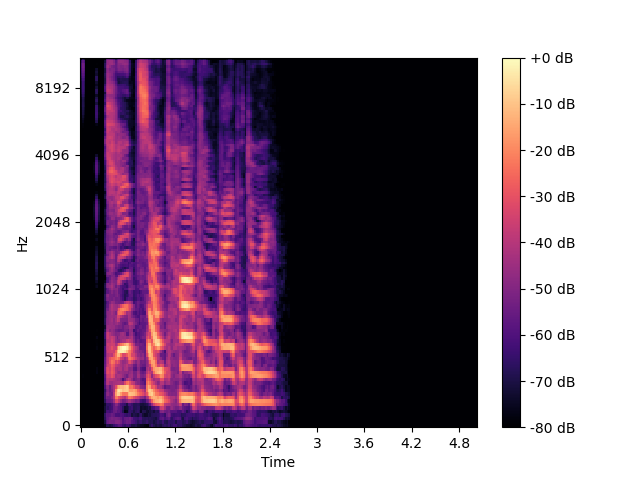 +0 dB
8192
-10 dB
4096
-20 dB
-30 dB
2048
-40 dB
Hz
1024
-50 dB
512
-60 dB
-70 dB
0
-80 dB
0 0.6 1.2 1.8 2.4 3 3.6 4.2 4.8
Time